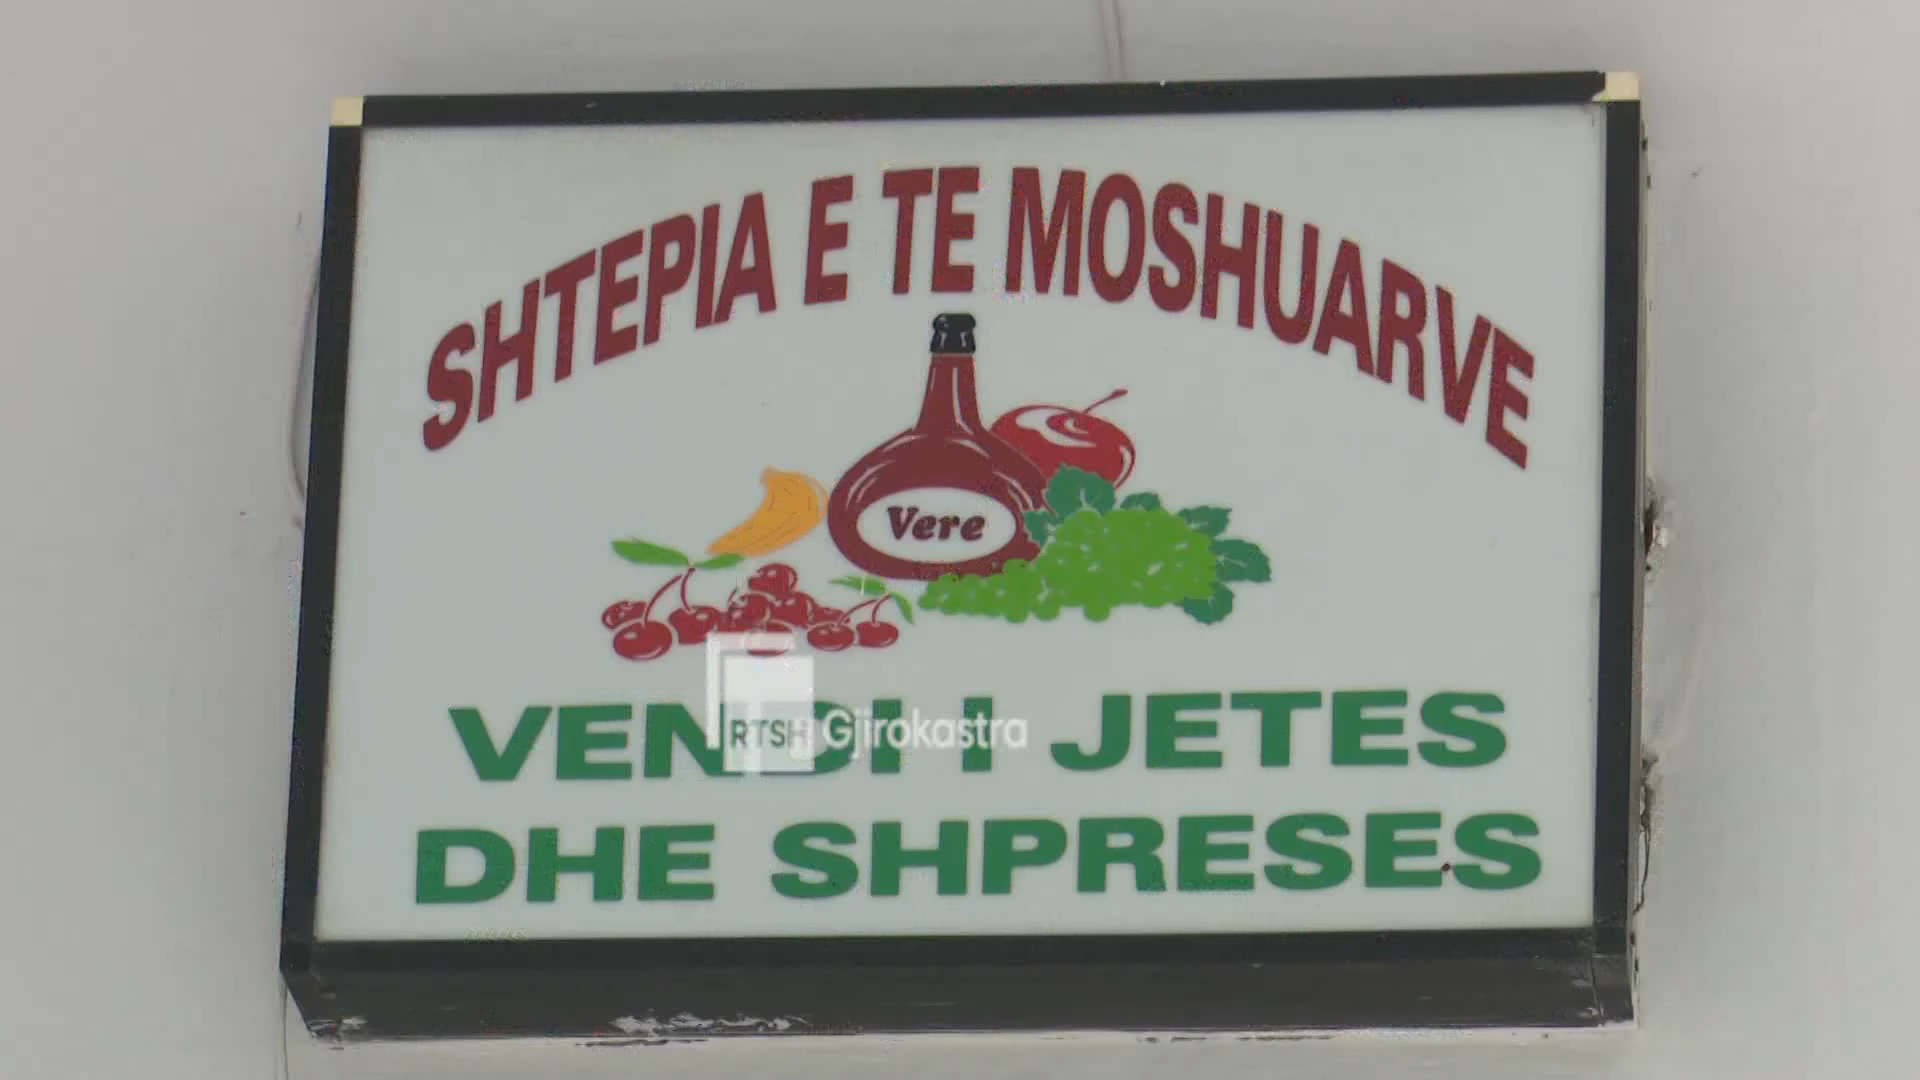 SHTEPIA E TE MOSHUARVE
Vere
VENDI I JETES
RTSH Gjirokastra
DHE SHPRESES